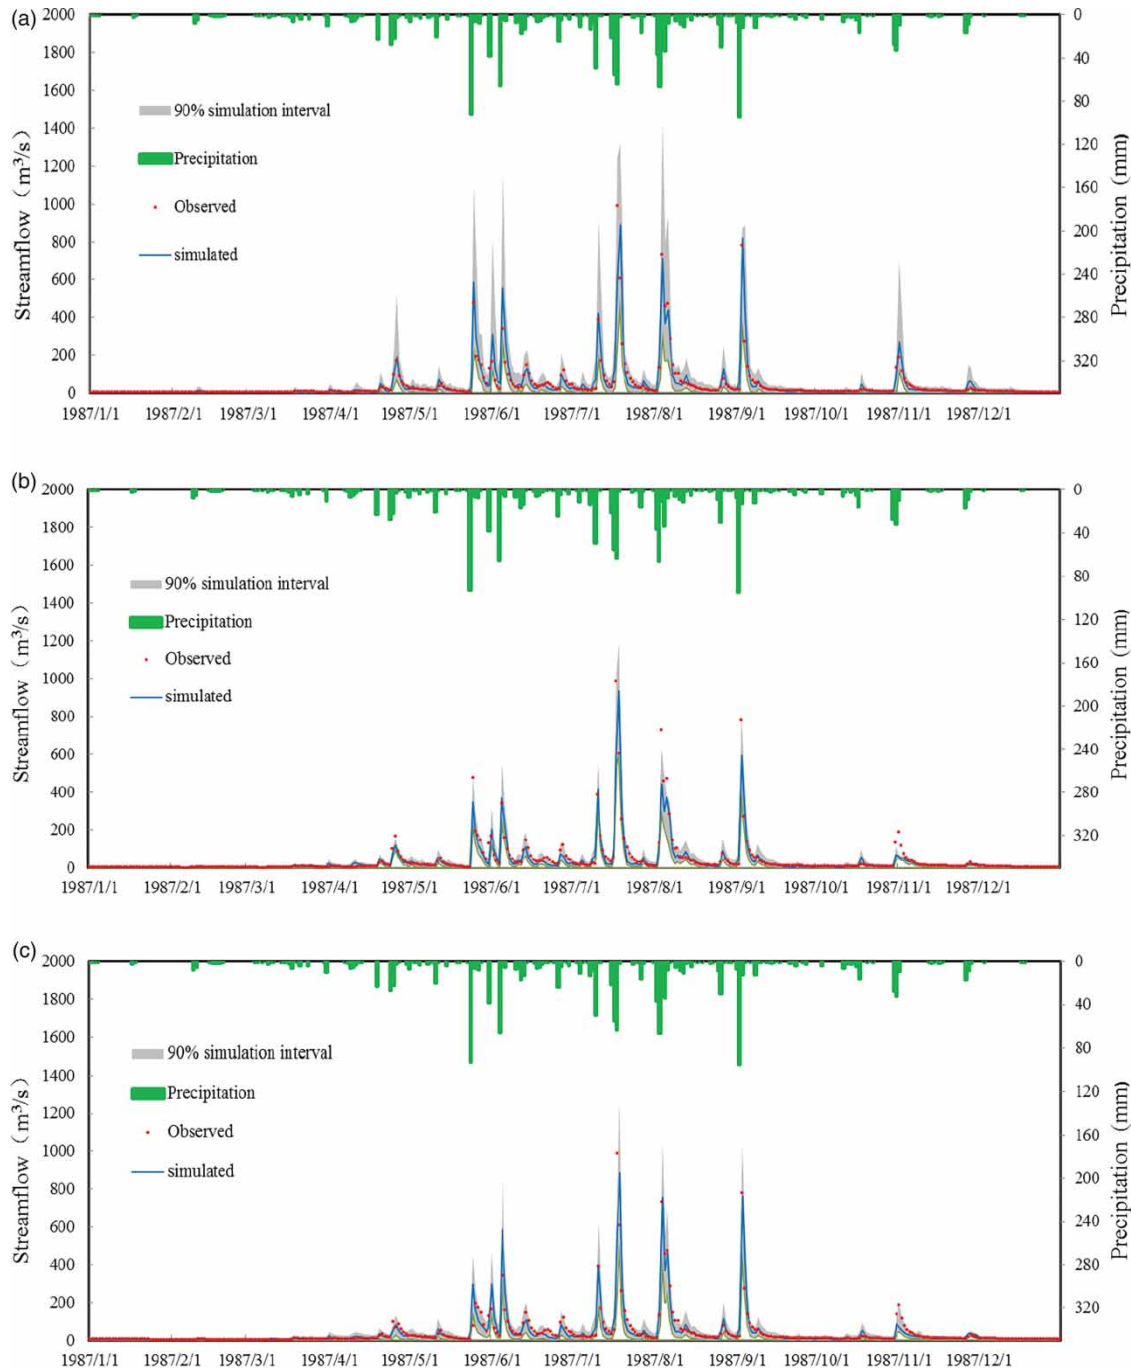 (a)
2000
1800
1600
1400
1200
1000
800
600
400
200
0
Streamflow（m³/s）
90% simulation interval
Precipitation
Observed
simulated
0
40
80
120
160
200
240
280
320
Precipitation (mm)
1987/1/1 1987/2/1 1987/3/1 1987/4/1 1987/5/1 1987/6/1 1987/7/1 1987/8/1 1987/9/1 1987/10/1 1987/11/1 1987/12/1
(b)
2000
1800
1600
1400
1200
1000
800
600
400
200
0
Streamflow（m³/s）
90% simulation interval
Precipitation
Observed
simulated
0
40
80
120
160
200
240
280
320
Precipitation (mm)
1987/1/1 1987/2/1 1987/3/1 1987/4/1 1987/5/1 1987/6/1 1987/7/1 1987/8/1 1987/9/1 1987/10/1 1987/11/1 1987/12/1
(c)
2000
1800
1600
1400
1200
1000
800
600
400
200
0
Streamflow（m³/s）
90% simulation interval
Precipitation
Observed
simulated
0
40
80
120
160
200
240
280
320
Precipitation (mm)
1987/1/1 1987/2/1 1987/3/1 1987/4/1 1987/5/1 1987/6/1 1987/7/1 1987/8/1 1987/9/1 1987/10/1 1987/11/1 1987/12/1